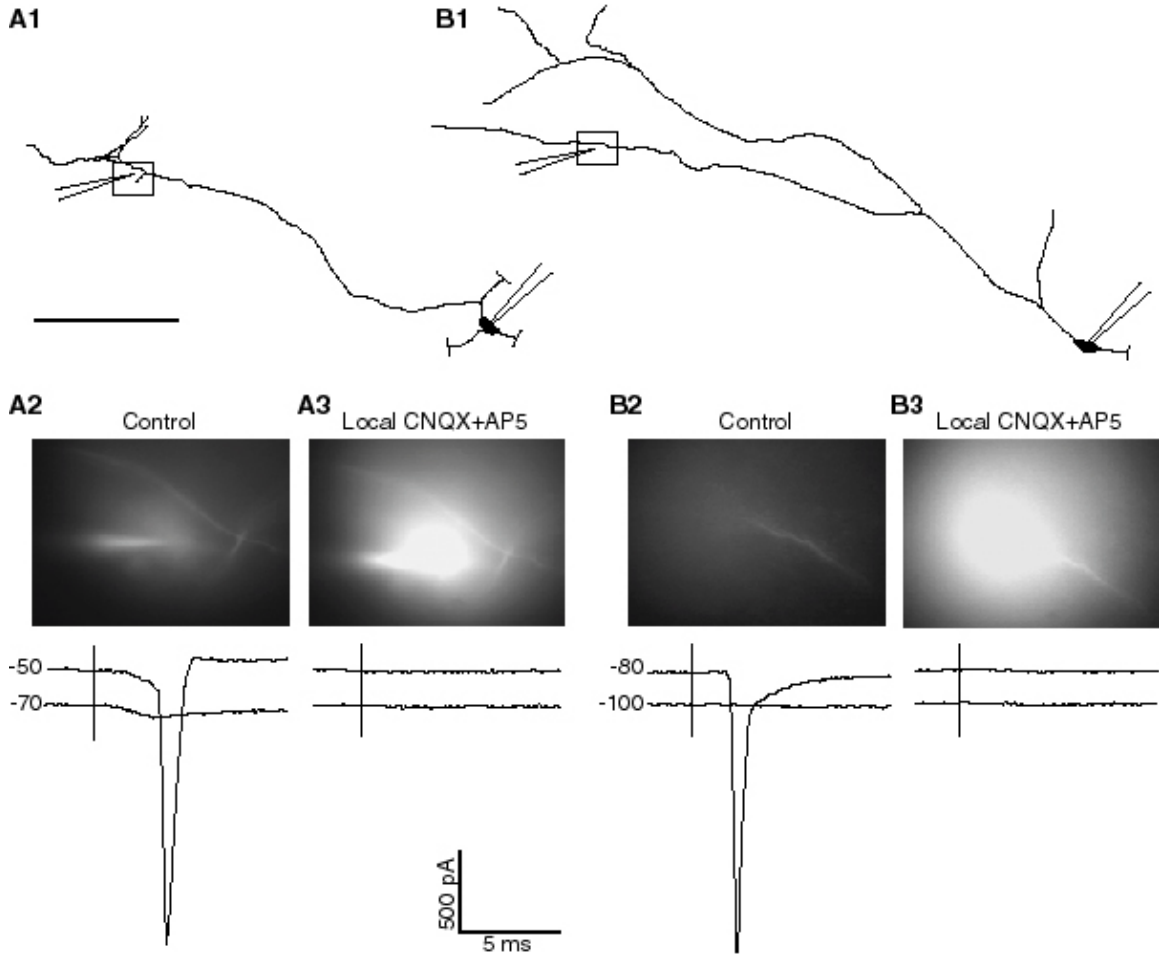 A1
B1
A2
Control
A3
Local CNQX+AP5
B2
Control
B3
Local CNQX+AP5
-50
-70
-80
-100
500 pA
5 ms